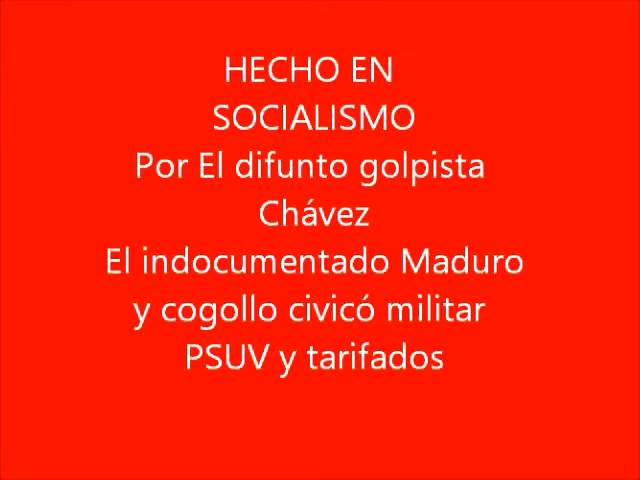 HECHO EN
SOCIALISMO
Por El difunto golpista
Chávez
El indocumentado Maduro
y cogollo civicó militar
PSUV y tarifados